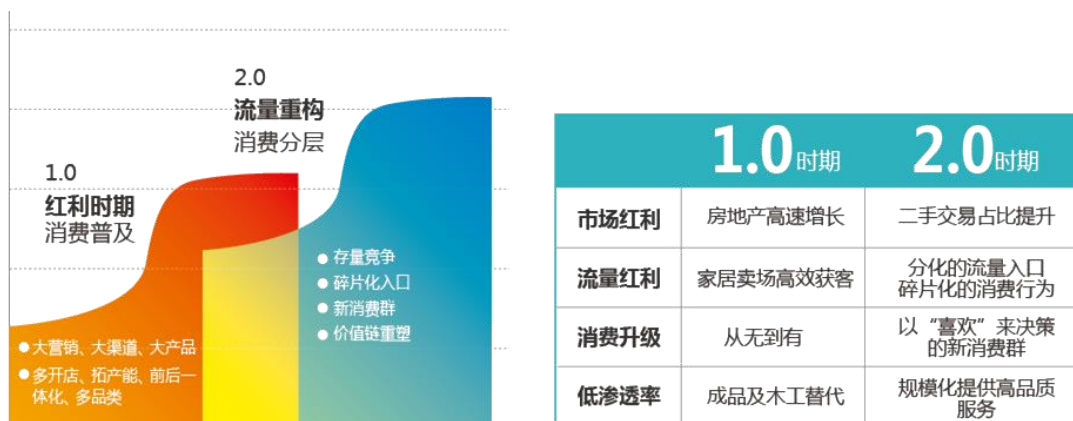 2.0
流量重构
消费分层
1.0
红利时期
消费普及
● 存量竞争
● 碎片化入口
● 新消费群
● 价值链重塑
● 大营销、大渠道、大产品
● 多开店、拓产能、前后一
体化、多品类
1.0时期 2.0时期
市场红利 房地产高速增长 二手交易占比提升
流量红利 家居卖场高效获客 分化的流量入口
碎片化的消费行为
消费升级 从无到有 以“喜欢”来决策
的新消费群
低渗透率 成品及木工替代 规模化提供高品质
服务